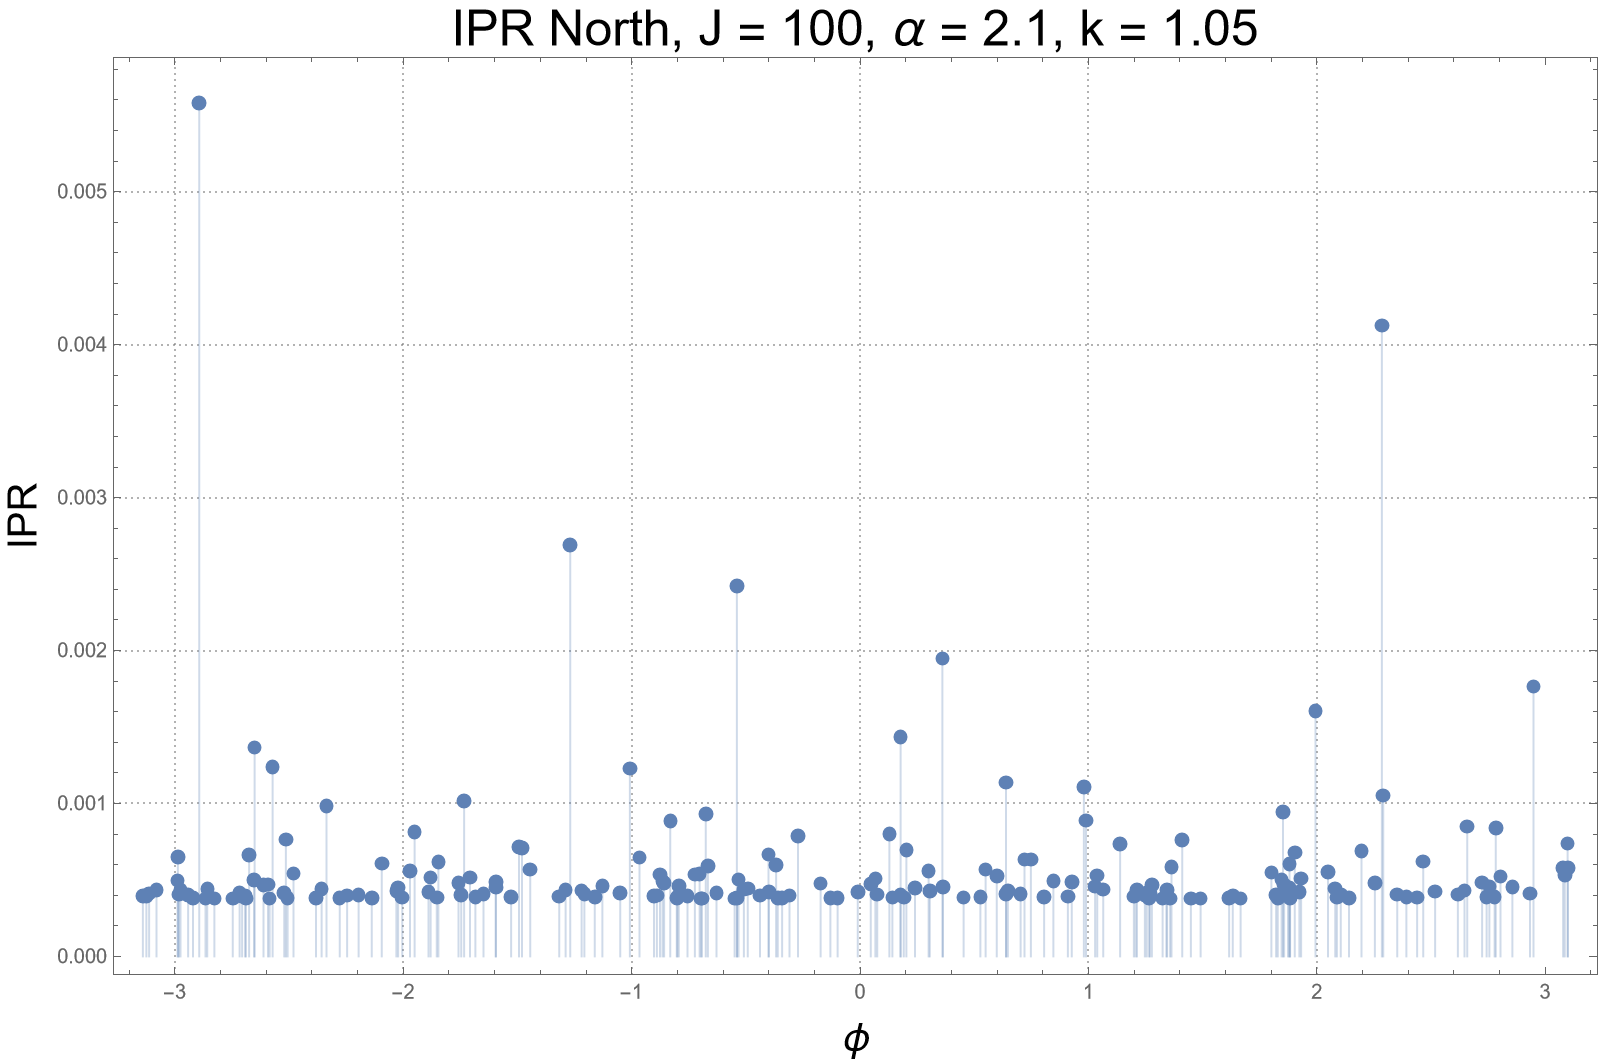 IPR North, J = 100, α = 2.1, k = 1.05
IPR
0.005
0.004
0.003
0.002
0.001
0.000
−3 −2 −1 0 1 2 3
ϕ